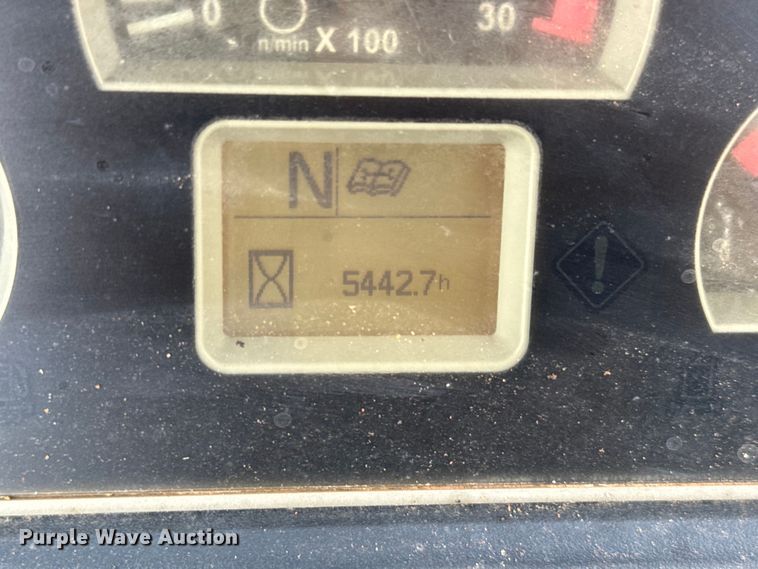 0 30
n/min X 100
N
5442.7h
!
Purple Wave Auction